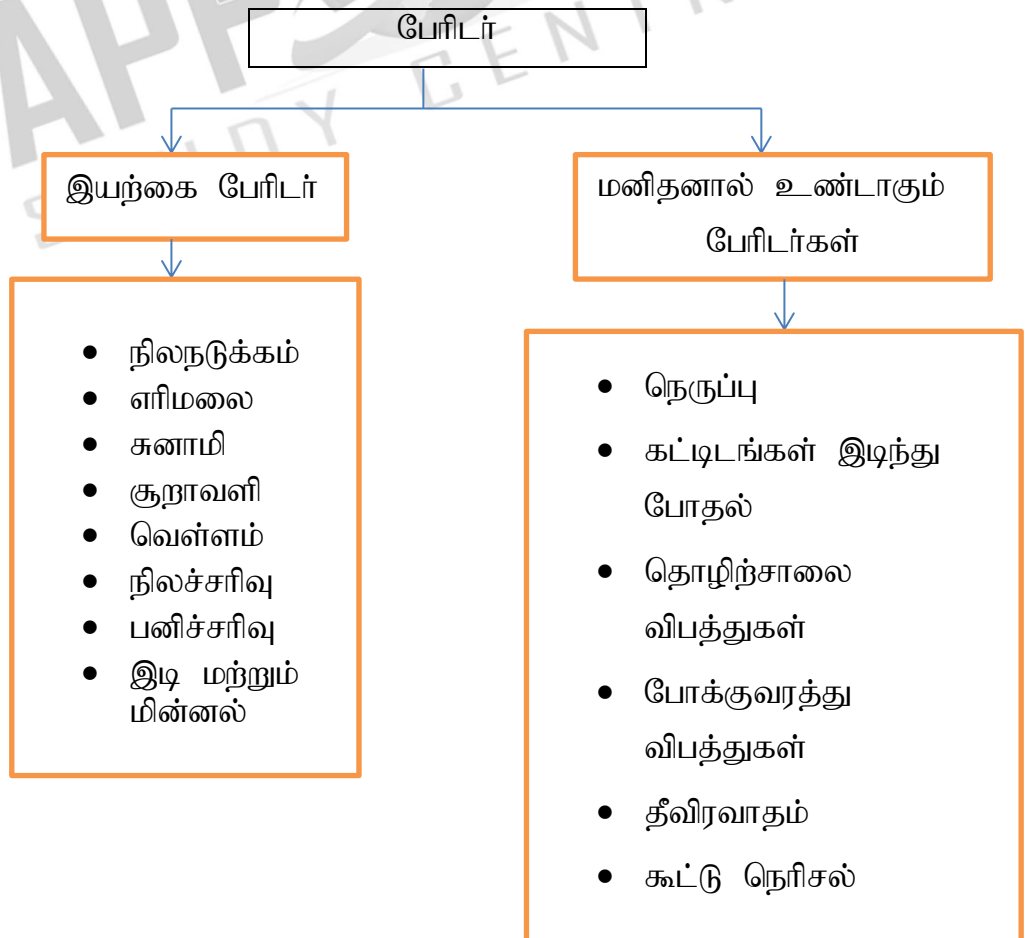 பேரிடர்
இயற்கை பேரிடர்
மனிதனால் உண்டாகும்
பேரிடர்கள்
• நிலநடுக்கம்
• எரிமலை
• சுனாமி
• சூறாவளி
• வெள்ளம்
• நிலச்சரிவு
• பனிச்சரிவு
• இடி மற்றும்
மின்னல்
• நெருப்பு
• கட்டிடங்கள் இடிந்து
போதல்
• தொழிற்சாலை
விபத்துகள்
• போக்குவரத்து
விபத்துகள்
• தீவிரவாதம்
• கூட்டு நெரிசல்